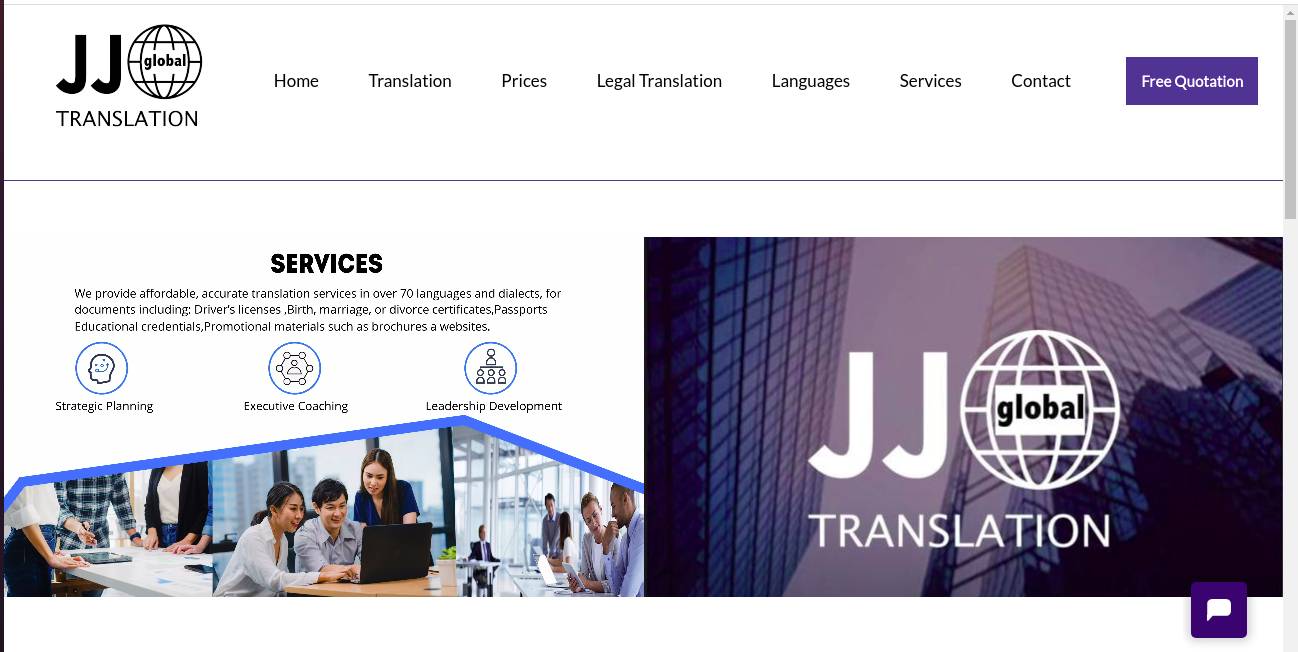 JJ global
TRANSLATION
Home Translation Prices Legal Translation Languages Services Contact Free Quotation
SERVICES
We provide affordable, accurate translation services in over 70 languages and dialects, for
documents including: Driver's licenses ,Birth, marriage, or divorce certificates,Passports
Educational credentials,Promotional materials such as brochures a websites.
Strategic Planning Executive Coaching Leadership Development
JJ global
TRANSLATION